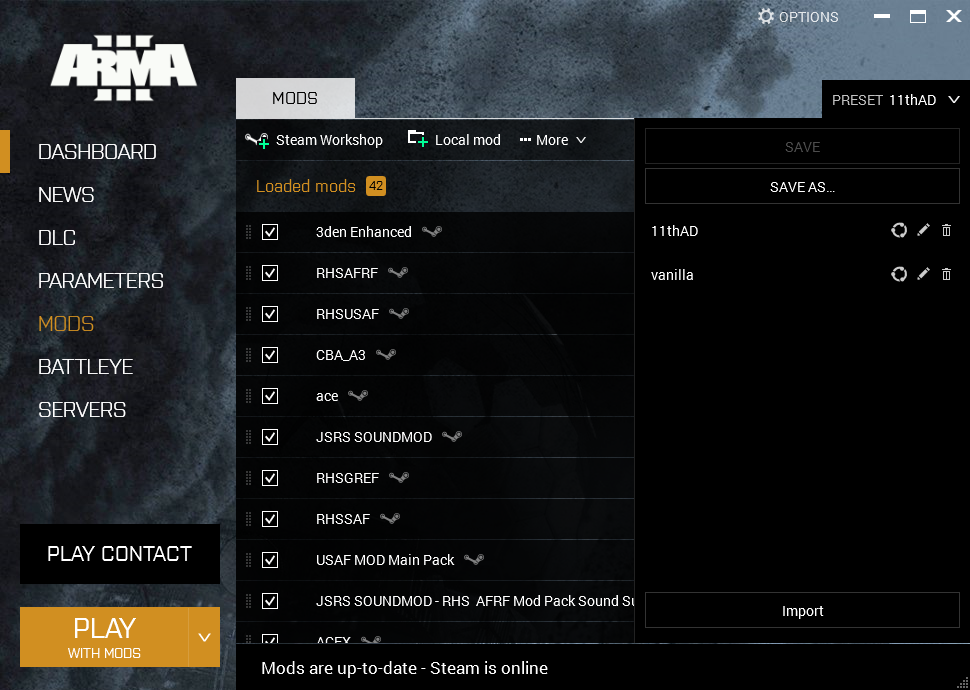 OPTIONS
ARMA III
MODS
PRESET 11thAD
DASHBOARD
NEWS
DLC
PARAMETERS
MODS
BATTLEYE
SERVERS
PLAY CONTACT
PLAY
WITH MODS
Steam Workshop
Local mod
More
Loaded mods 42
3den Enhanced
RHSAFRF
RHSUSAF
CBA_A3
ace
JSRS SOUNDMOD
RHSGREF
RHSSAF
USAF MOD Main Pack
JSRS SOUNDMOD - RHS AFRF Mod Pack Sound Su
ACEX
SAVE
SAVE AS...
11thAD
vanilla
Import
Mods are up-to-date - Steam is online